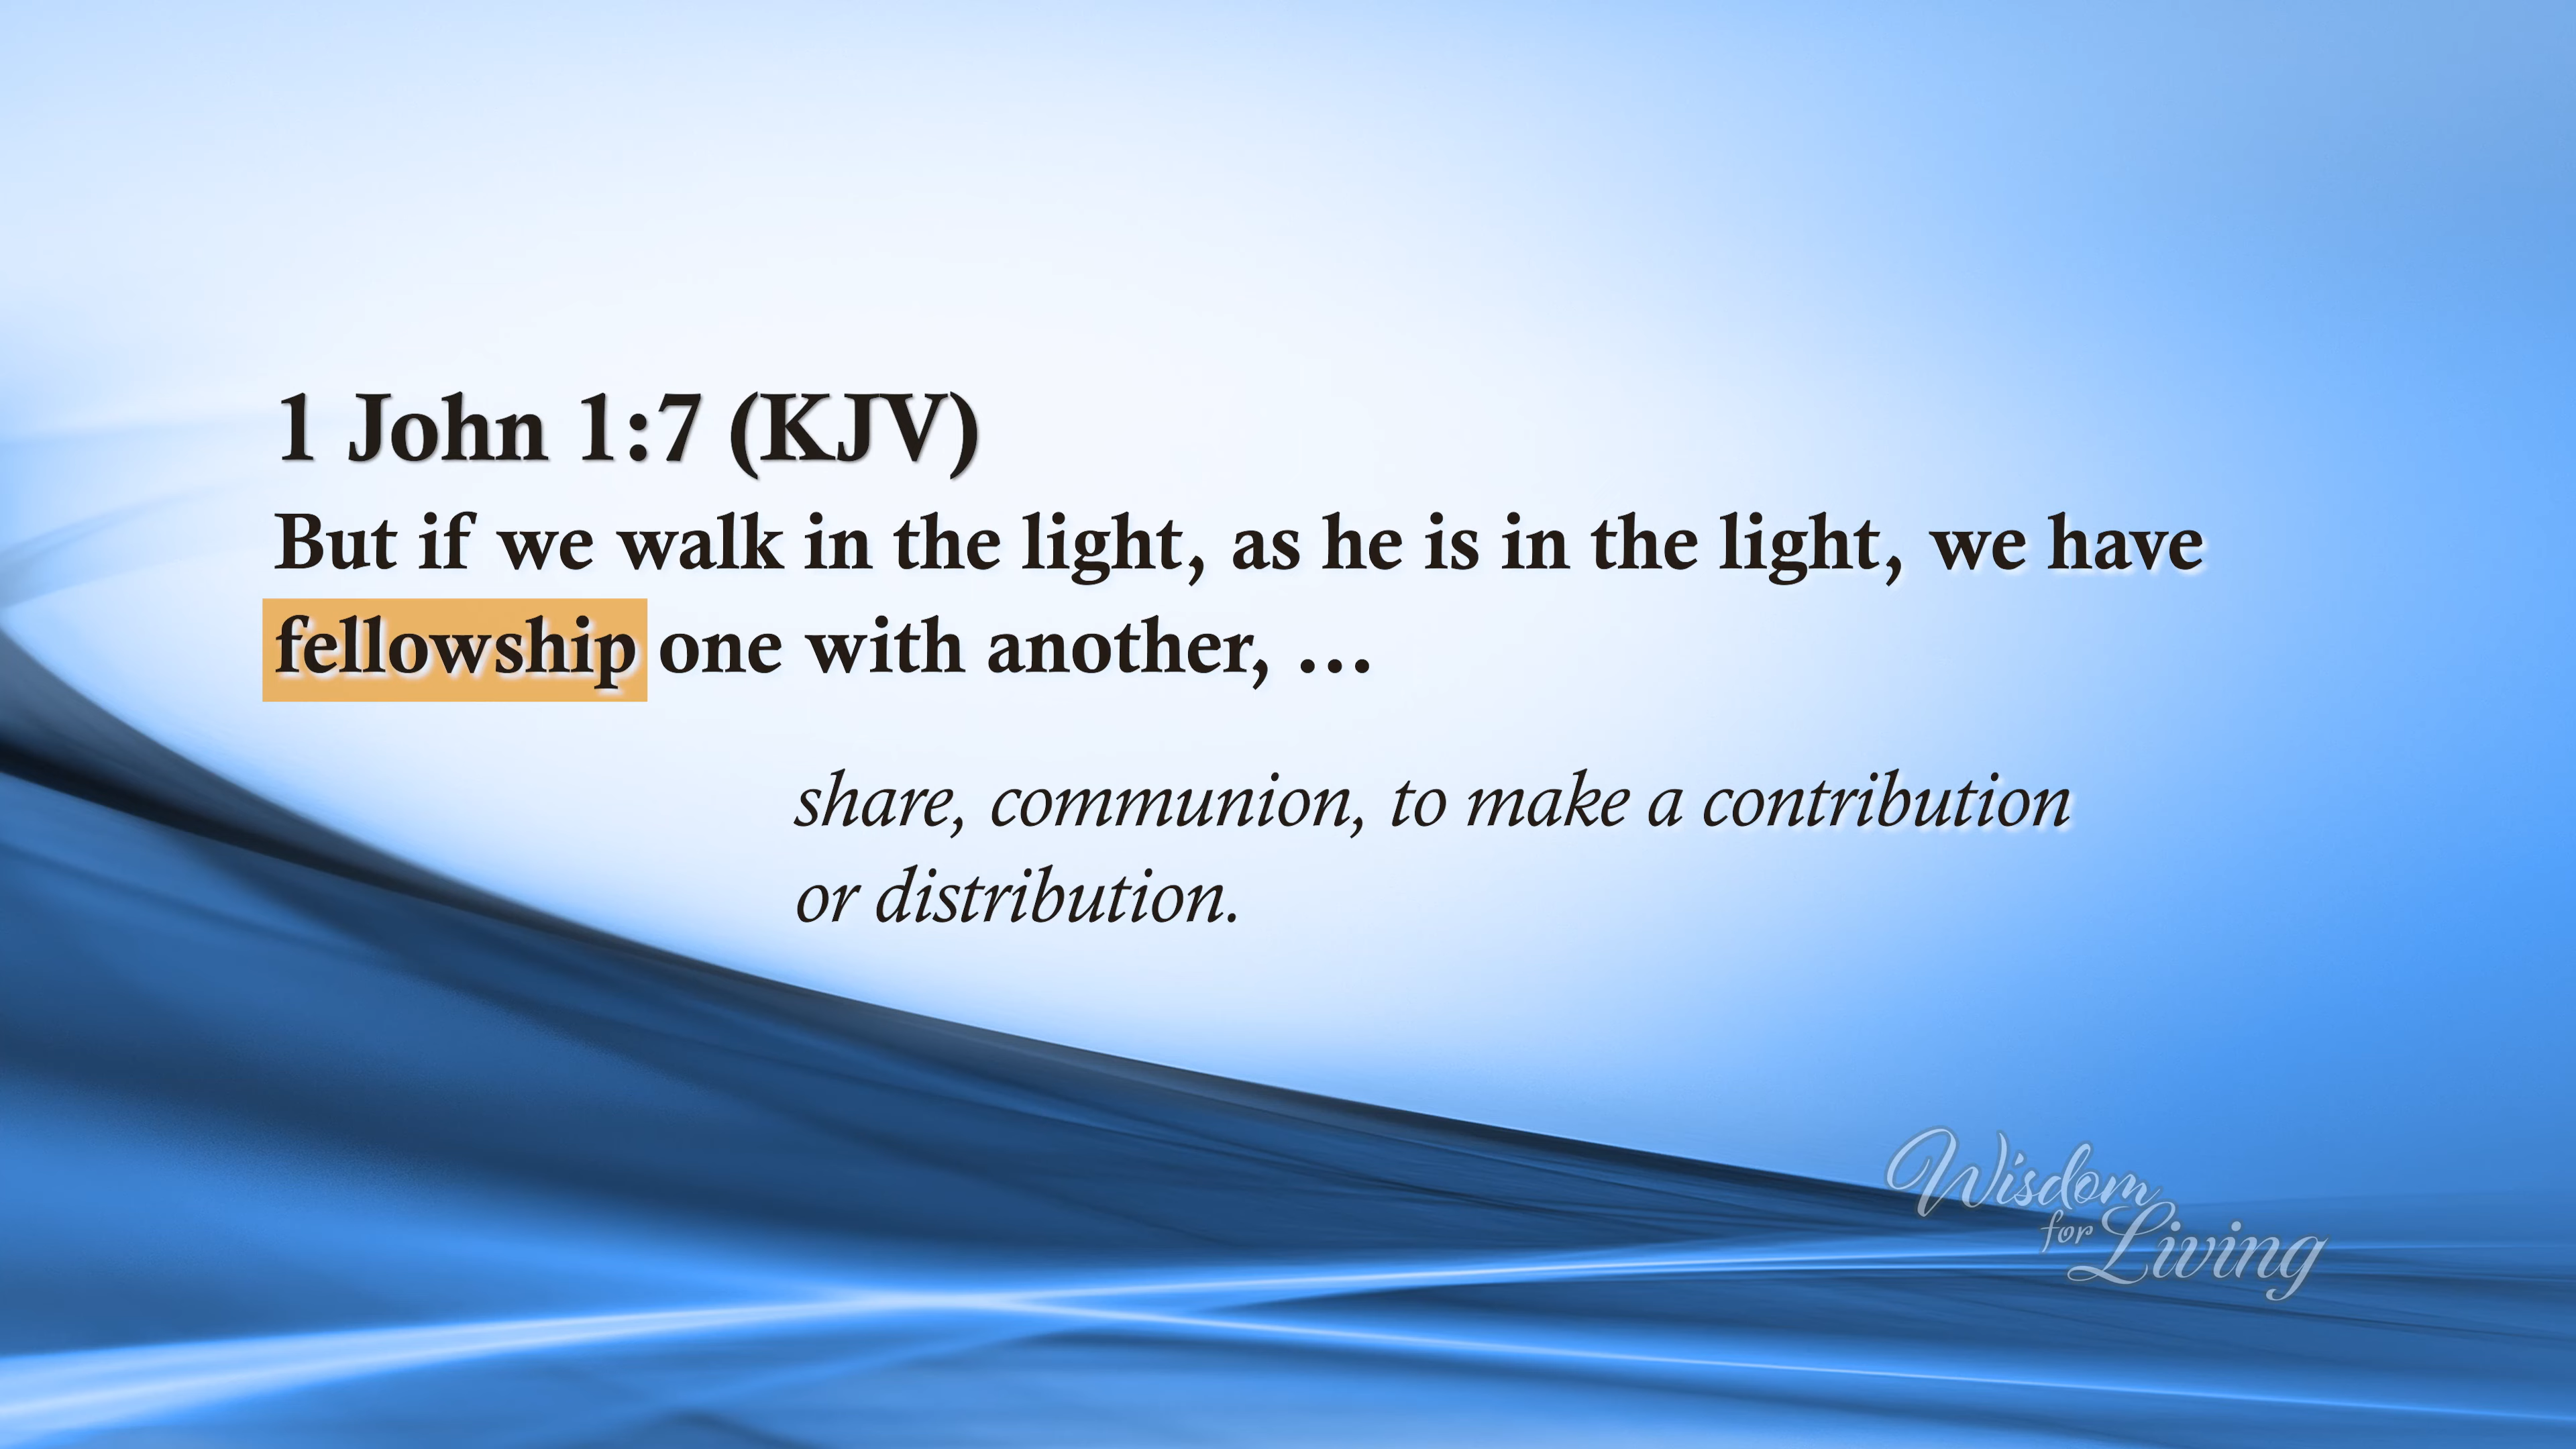 1 John 1:7 (KJV)
But if we walk in the light, as he is in the light, we have
fellowship one with another, ...
share, communion, to make a contribution
or distribution.
Wisdom
for Living